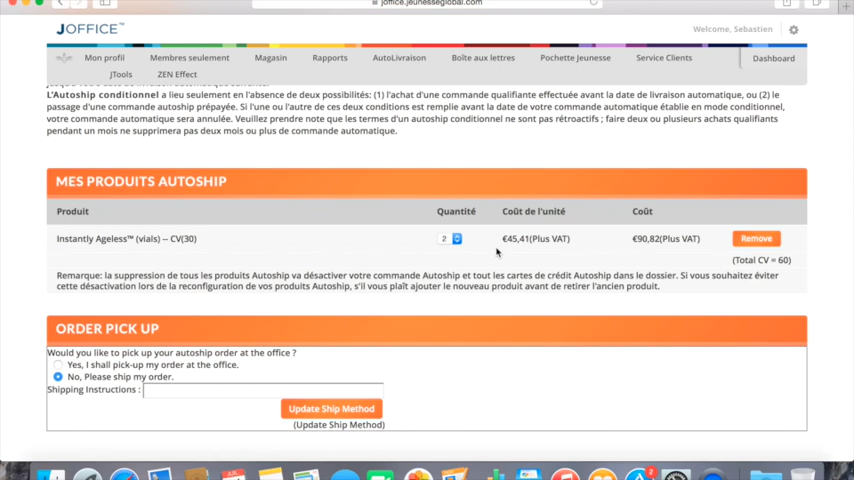 joffice.jeunesseglobal.com
JOFFICE™
Welcome, Sebastien
Mon profil Membres seulement Magasin Rapports AutoLivraison Boîte aux lettres Pochette Jeunesse Service Clients Dashboard
JTools ZEN Effect
L'Autoship conditionnel a lieu seulement en l'absence de deux possibilités: (1) l'achat d'une commande qualifiante effectuée avant la date de livraison automatique, ou (2) le
passage d'une commande autoship prépayée. Si l'une ou l'autre de ces deux conditions est remplie avant la date de votre commande automatique établie en mode conditionnel,
votre commande automatique sera annulée. Veuillez prendre note que les termes d'un autoship conditionnel ne sont pas rétroactifs ; faire deux ou plusieurs achats qualifiants
pendant un mois ne supprimera pas deux mois ou plus de commande automatique.
MES PRODUITS AUTOSHIP
Produit Quantité Coût de l'unité Coût
Instantly Ageless™ (vials) -- CV(30) 2 €45,41(Plus VAT) €90,82(Plus VAT) Remove
(Total CV = 60)
Remarque: la suppression de tous les produits Autoship va désactiver votre commande Autoship et tout les cartes de crédit Autoship dans le dossier. Si vous souhaitez éviter
cette désactivation lors de la reconfiguration de vos produits Autoship, s'il vous plaît ajouter le nouveau produit avant de retirer l'ancien produit.
ORDER PICK UP
Would you like to pick up your autoship order at the office ?
Yes, I shall pick-up my order at the office.
No, Please ship my order.
Shipping Instructions :
Update Ship Method
(Update Ship Method)
2